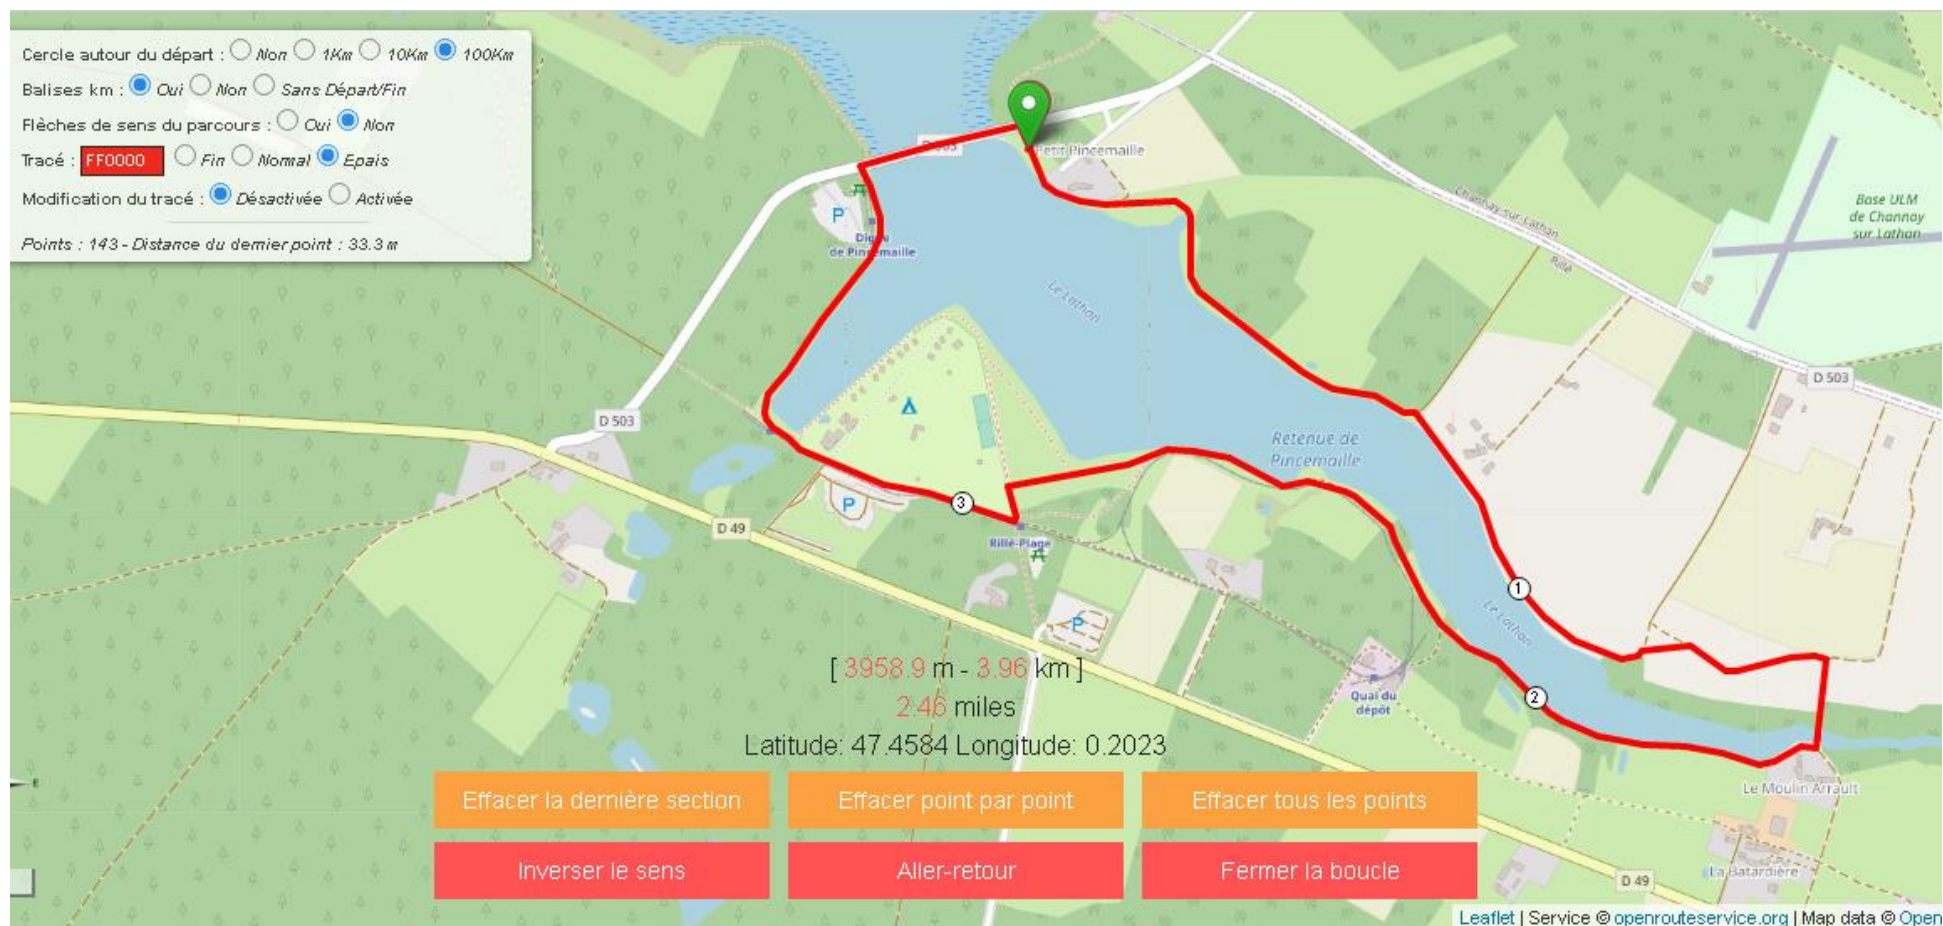 Cercle autour du départ : Non 1Km 10Km 100Km
Balises km : Oui Non Sans Départ/Fin
Flèches de sens du parcours : Oui Non
Tracé : FF0000 Fin Normal Epais
Modification du tracé : Désactivée Activée
Points : 143 - Distance du dernier point : 33.3 m
Petit Pincemaille
P
Digue
de Pincemaille
Le Lathan
Channay sur Lathan
Rillé
Base ULM
de Channay
sur Lathan
D 503
D 503
Retenue de
Pincemaille
P
3
D 49
Rillé-Plage
1
Le Lathan
P
2
Quai du
dépôt
[ 3958.9 m - 3.96 km ]
2.46 miles
Latitude: 47.4584 Longitude: 0.2023
Le Moulin Arrault
La Batardière
D 49
Effacer la dernière section
Effacer point par point
Effacer tous les points
Inverser le sens
Aller-retour
Fermer la boucle
Leaflet | Service © openrouteservice.org | Map data © Open